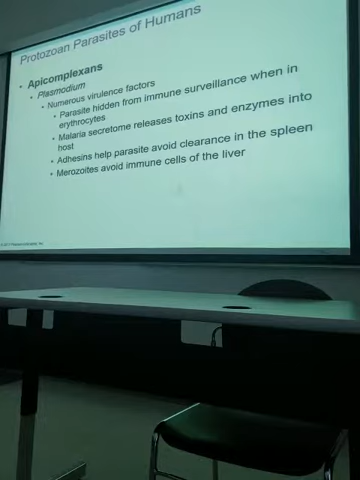 Protozoan Parasites of Humans
• Apicomplexans
• Plasmodium
• Numerous virulence factors
• Parasite hidden from immune surveillance when in
erythrocytes
• Malaria secretome releases toxins and enzymes into
host
• Adhesins help parasite avoid clearance in the spleen
• Merozoites avoid immune cells of the liver